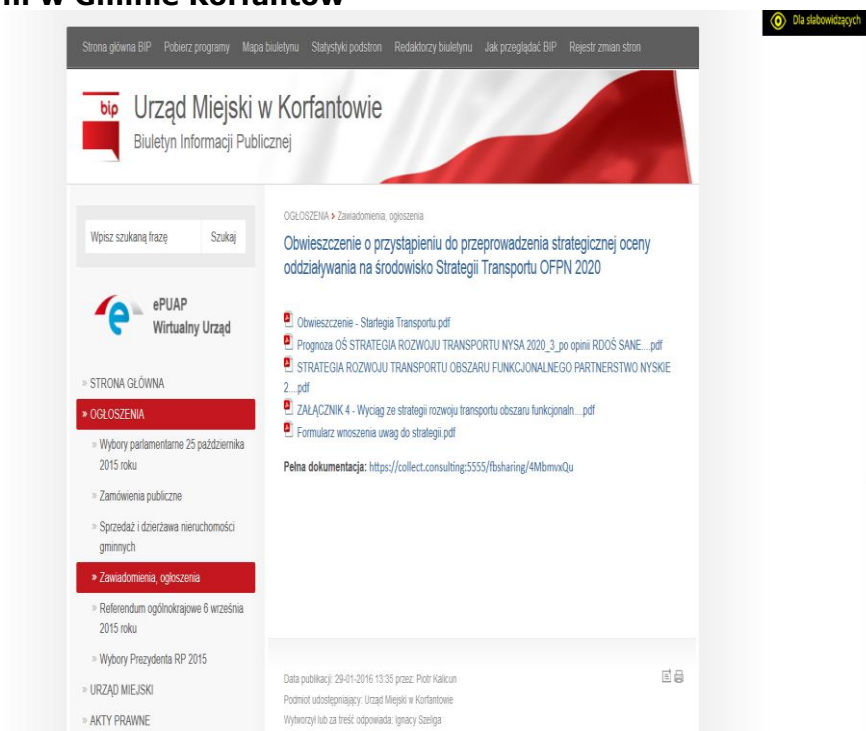 w Gminie Korfantów
Dla słabowidzących
Strona główna BIP Pobierz programy Mapa biuletynu Statystyki podstron Redaktorzy biuletynu Jak przeglądać BIP Rejestr zmian stron
bip
Urząd Miejski w Korfantowie
Biuletyn Informacji Publicznej
Wpisz szukaną frazę Szukaj
ePUAP
Wirtualny Urząd
» STRONA GŁÓWNA
» OGŁOSZENIA
» Wybory parlamentarne 25 października
2015 roku
» Zamówienia publiczne
» Sprzedaż i dzierżawa nieruchomości
gminnych
» Zawiadomienia, ogłoszenia
» Referendum ogólnokrajowe 6 września
2015 roku
» Wybory Prezydenta RP 2015
» URZĄD MIEJSKI
» AKTY PRAWNE
OGŁOSZENIA › Zawiadomienia, ogłoszenia
Obwieszczenie o przystąpieniu do przeprowadzenia strategicznej oceny
oddziaływania na środowisko Strategii Transportu OFPN 2020
Obwieszczenie - Startegia Transportu.pdf
Prognoza OŚ STRATEGIA ROZWOJU TRANSPORTU NYSA 2020_3_po opinii RDOŚ SANE....pdf
STRATEGIA ROZWOJU TRANSPORTU OBSZARU FUNKCJONALNEGO PARTNERSTWO NYSKIE
2....pdf
ZAŁĄCZNIK 4 - Wyciąg ze strategii rozwoju transportu obszaru funkcjonaln....pdf
Formularz wnoszenia uwag do strategii.pdf
Pełna dokumentacja: https://collect.consulting:5555/fbsharing/4MbmvxQu
Data publikacji: 29-01-2016 13:35 przez: Piotr Kalicun
Podmiot udostępniający: Urząd Miejski w Korfantowie
Wytworzył lub za treść odpowiada: Ignacy Szeliga